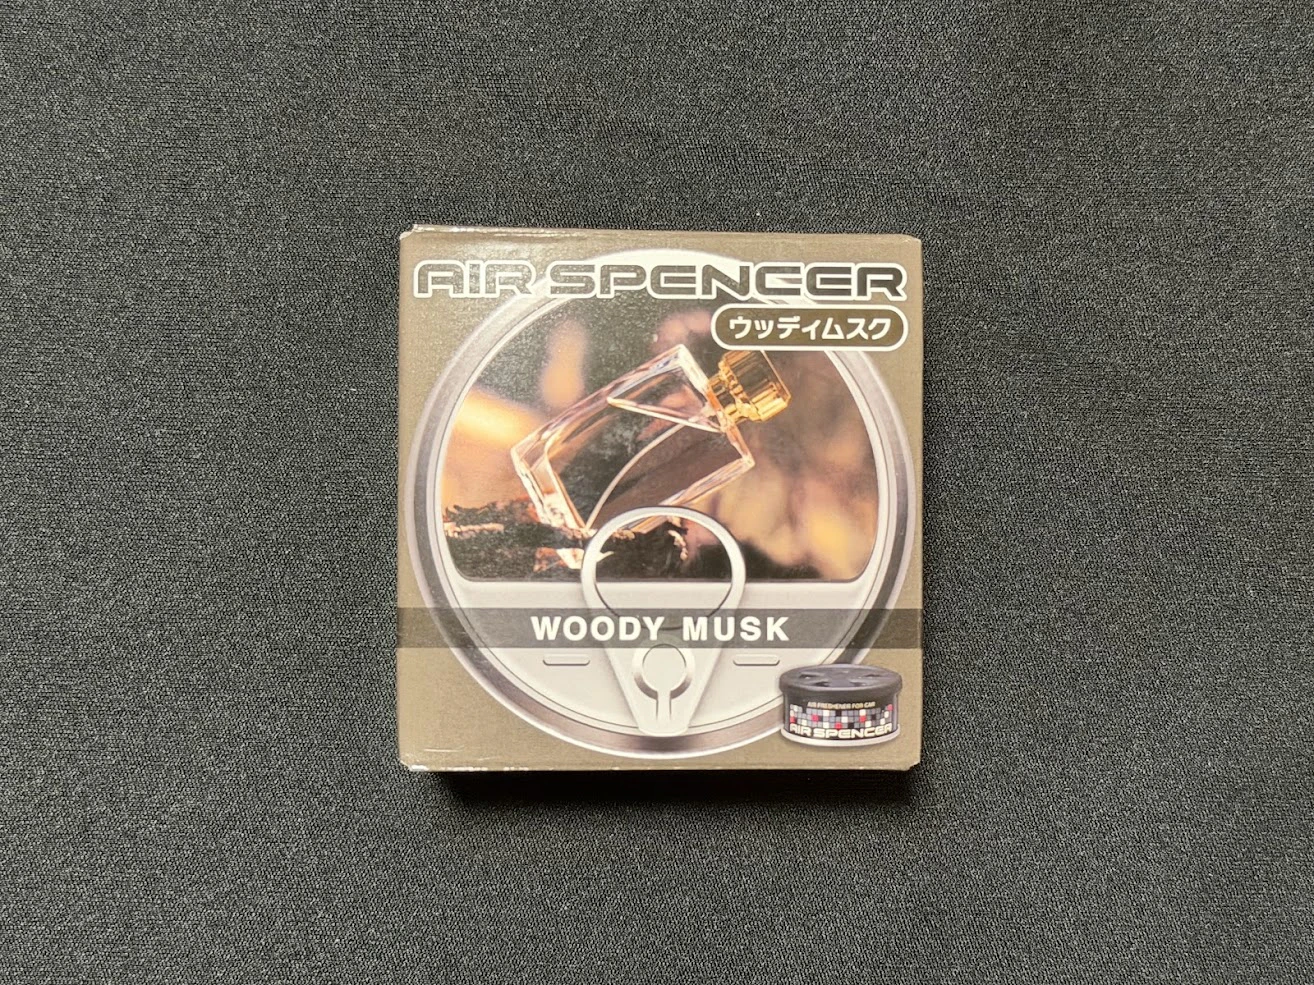 AIR SPENCER
ウッディムスク
WOODY MUSK
AIR FRESHENER FOR CAR
AIR SPENCER